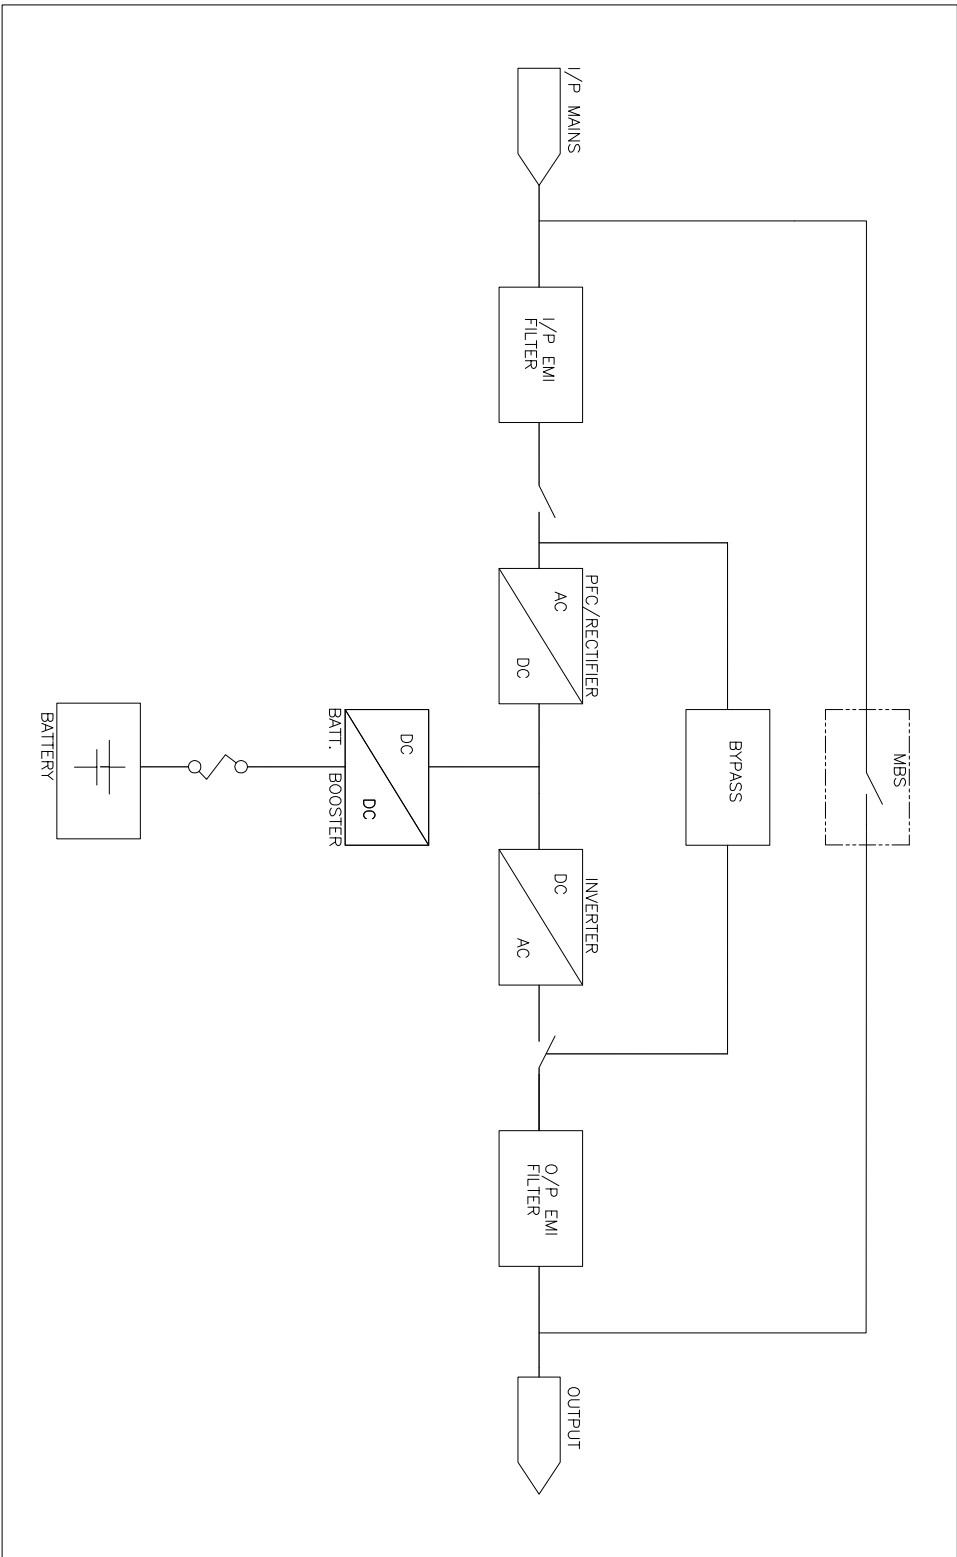 MBS
BYPASS
I/P MAINS
I/P EMI
FILTER
PFC/RECTIFIER
AC
DC
INVERTER
DC
AC
O/P EMI
FILTER
OUTPUT
DC
DC
BATT. BOOSTER
BATTERY